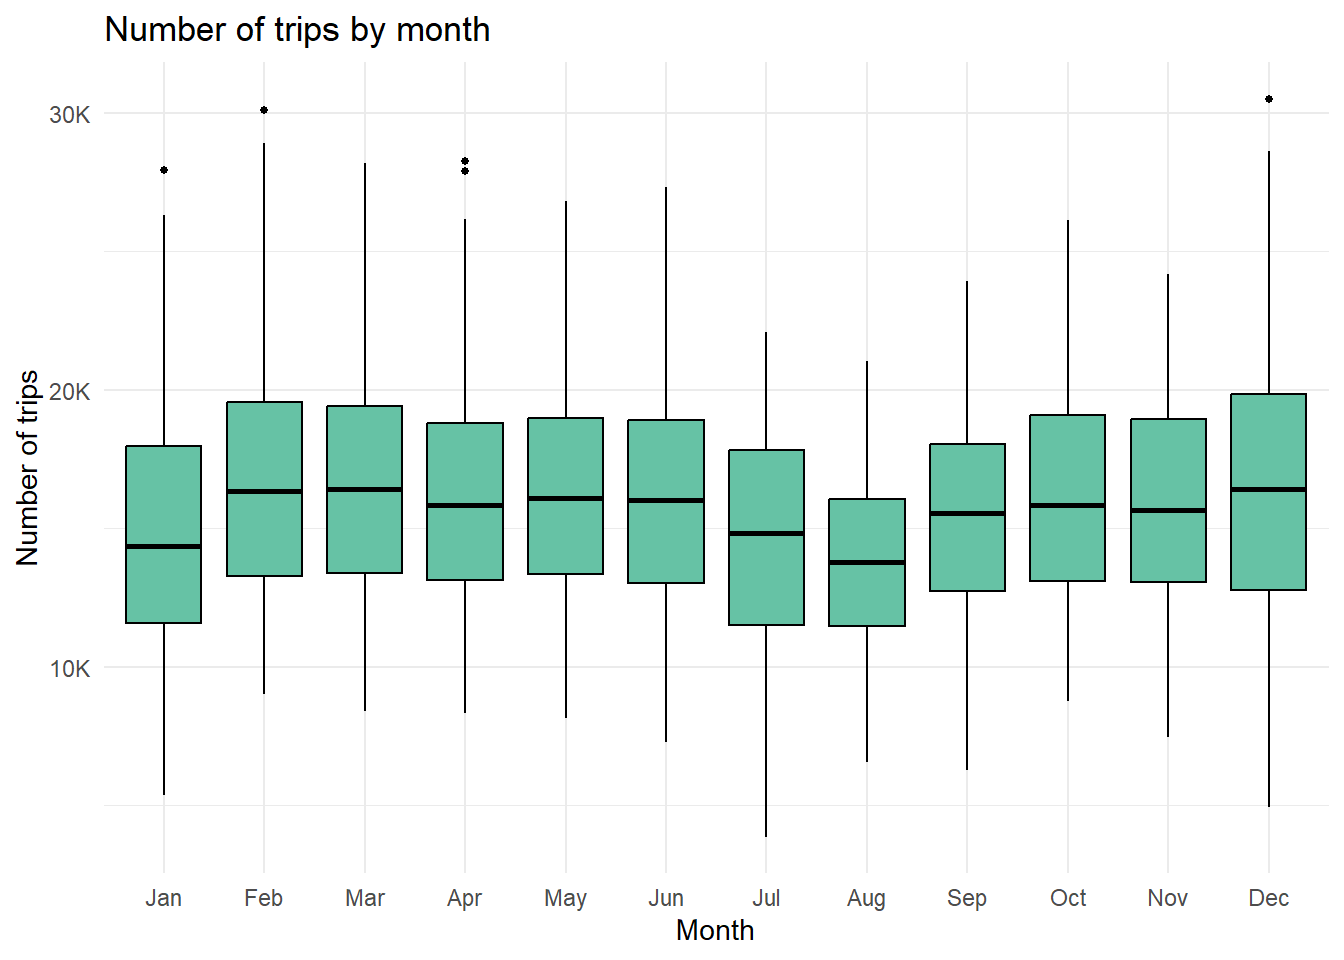 Number of trips by month
Number of trips
30K
20K
10K
Jan Feb Mar Apr May Jun Jul Aug Sep Oct Nov Dec
Month